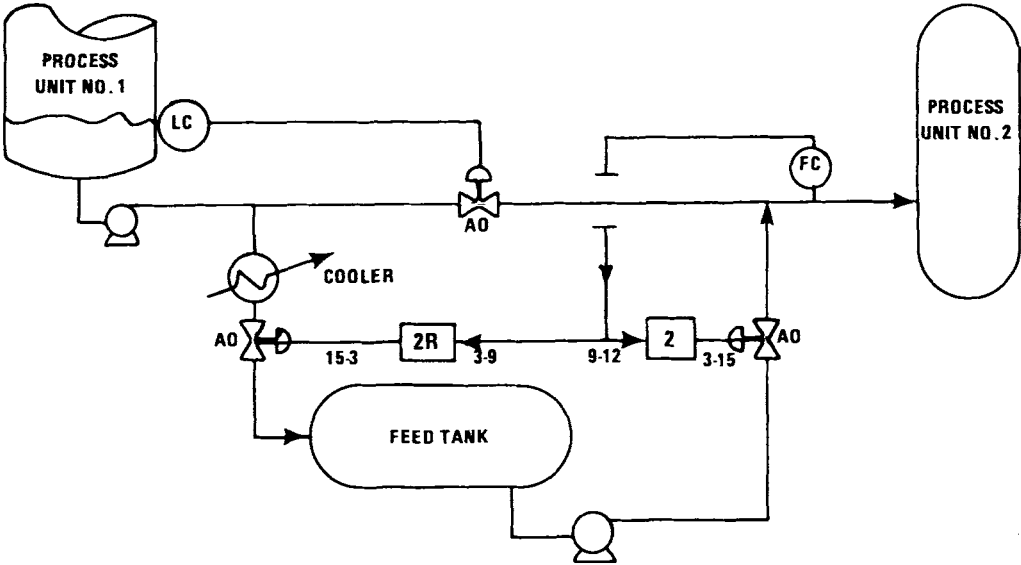 PROCESS
UNIT NO.1
LC
AO
FC
PROCESS
UNIT NO.2
COOLER
AO
15-3
2R
3-9
9-12
2
3-15
AO
FEED TANK